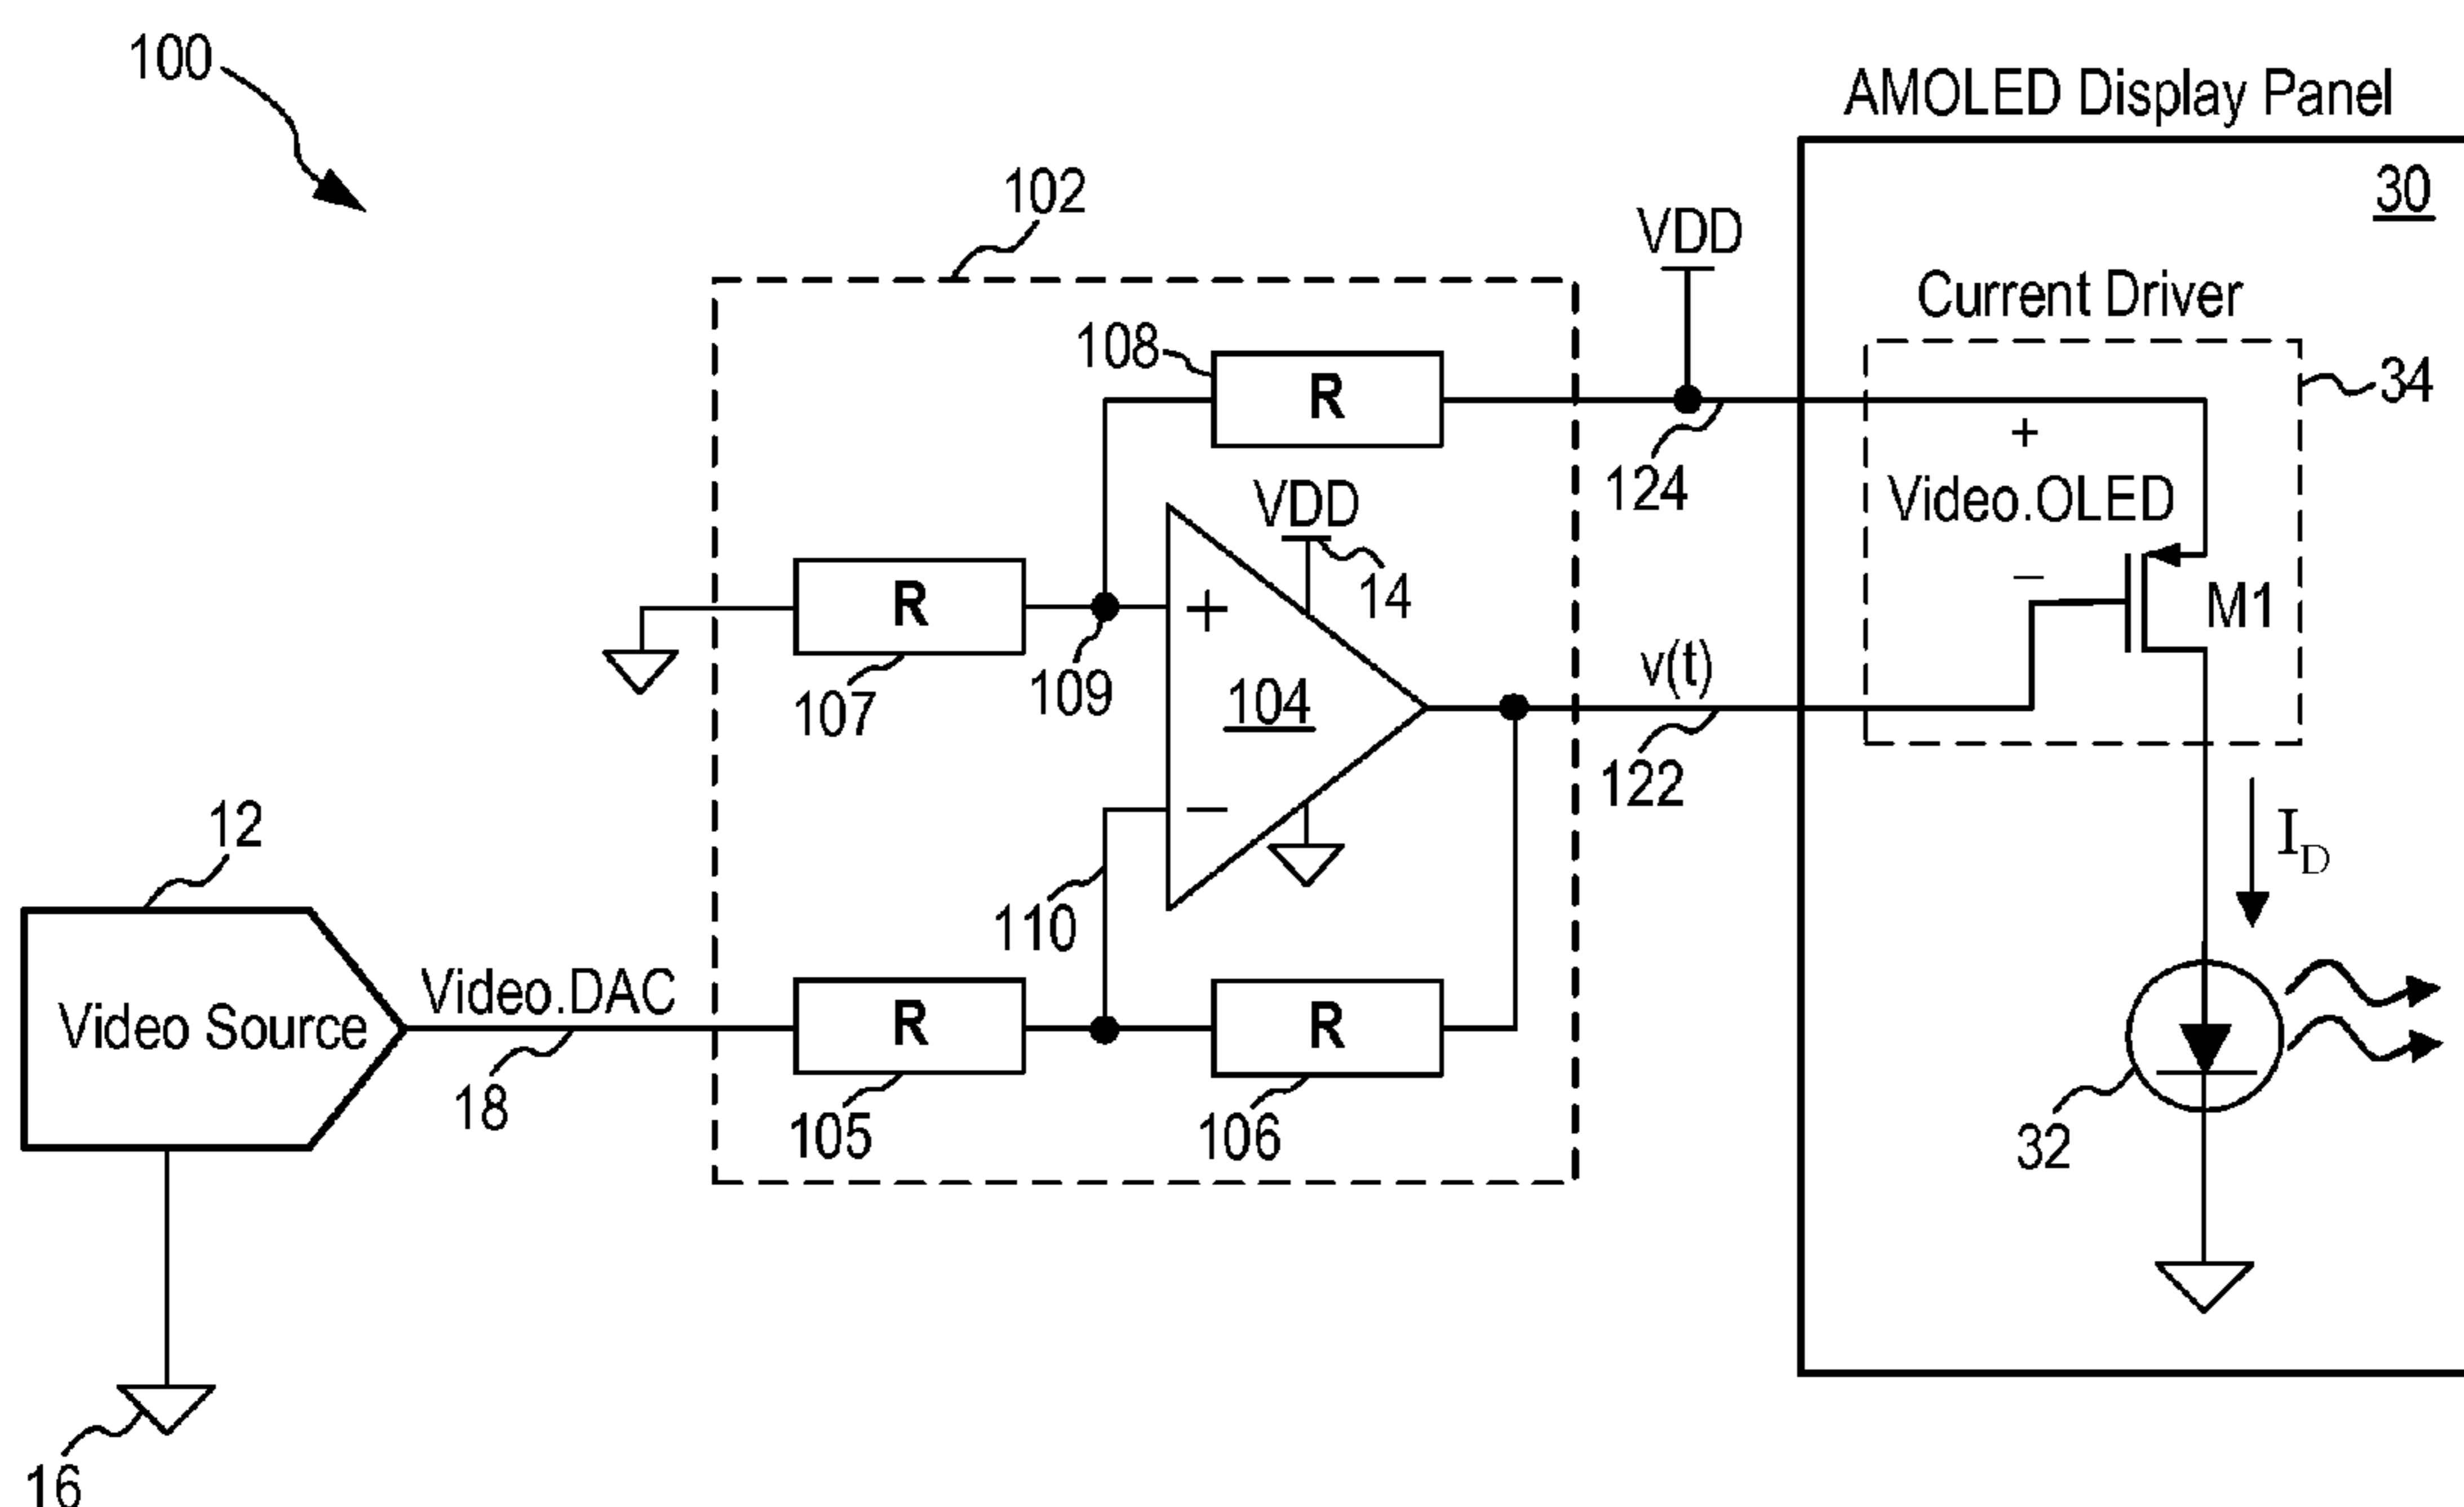 100
AMOLED Display Panel
30
102
VDD
Current Driver
108
R
34
+
124
Video.OLED
VDD
14
–
M1
R
+
107
109
104
v(t)
122
12
–
I_D
110
Video Source
Video.DAC
R
R
18
105
106
32
16